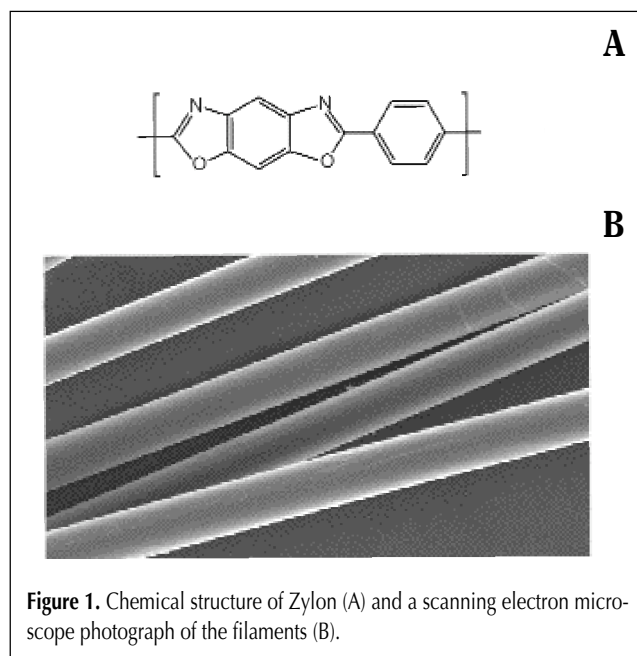 A
N
N
O
O
B
Figure 1. Chemical structure of Zylon (A) and a scanning electron micro-
scope photograph of the filaments (B).